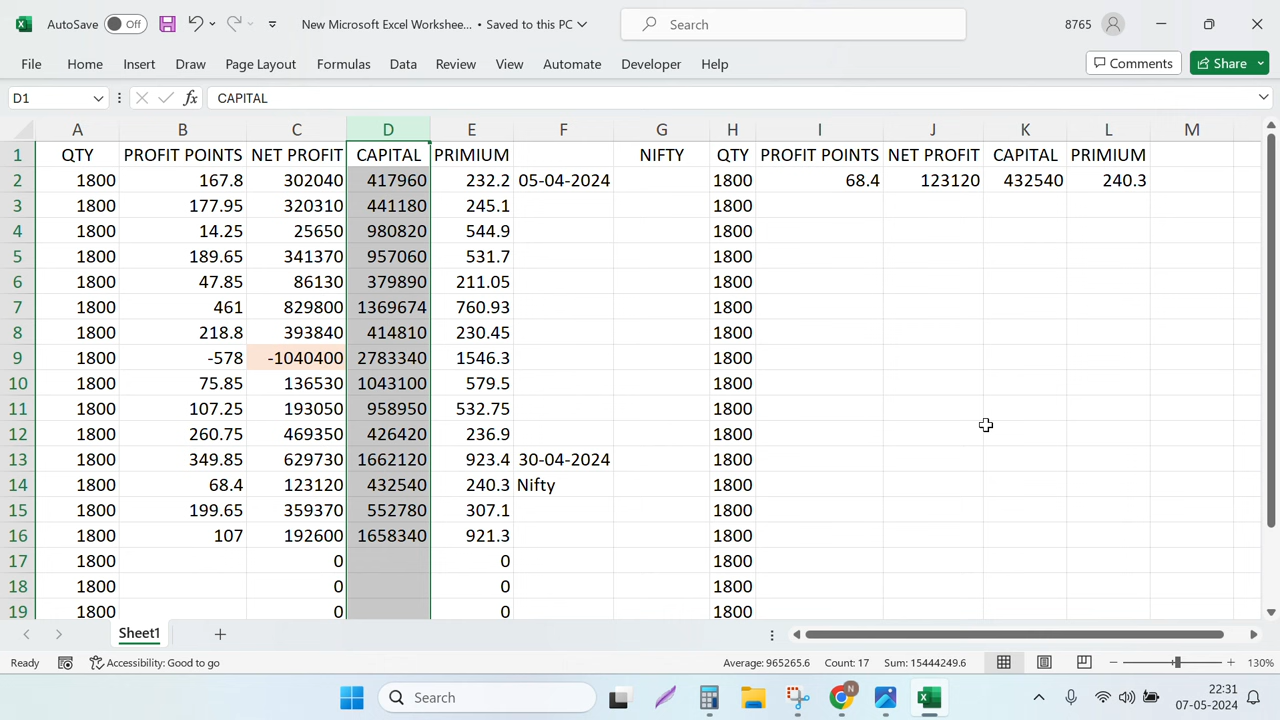 AutoSave Off New Microsoft Excel Workshee... • Saved to this PC Search 8765
File Home Insert Draw Page Layout Formulas Data Review View Automate Developer Help Comments Share
D1 fx CAPITAL
A B C D E F G H I J K L M
1 QTY PROFIT POINTS NET PROFIT CAPITAL PRIMIUM NIFTY QTY PROFIT POINTS NET PROFIT CAPITAL PRIMIUM
2 1800 167.8 302040 417960 232.2 05-04-2024 1800 68.4 123120 432540 240.3
3 1800 177.95 320310 441180 245.1 1800
4 1800 14.25 25650 980820 544.9 1800
5 1800 189.65 341370 957060 531.7 1800
6 1800 47.85 86130 379890 211.05 1800
7 1800 461 829800 1369674 760.93 1800
8 1800 218.8 393840 414810 230.45 1800
9 1800 -578 -1040400 2783340 1546.3 1800
10 1800 75.85 136530 1043100 579.5 1800
11 1800 107.25 193050 958950 532.75 1800
12 1800 260.75 469350 426420 236.9 1800
13 1800 349.85 629730 1662120 923.4 30-04-2024 1800
14 1800 68.4 123120 432540 240.3 Nifty 1800
15 1800 199.65 359370 552780 307.1 1800
16 1800 107 192600 1658340 921.3 1800
17 1800 0 0 1800
18 1800 0 0 1800
19 1800 0 0 1800
Sheet1
Ready Accessibility: Good to go Average: 965265.6 Count: 17 Sum: 15444249.6 130%
Search N 22:31
07-05-2024